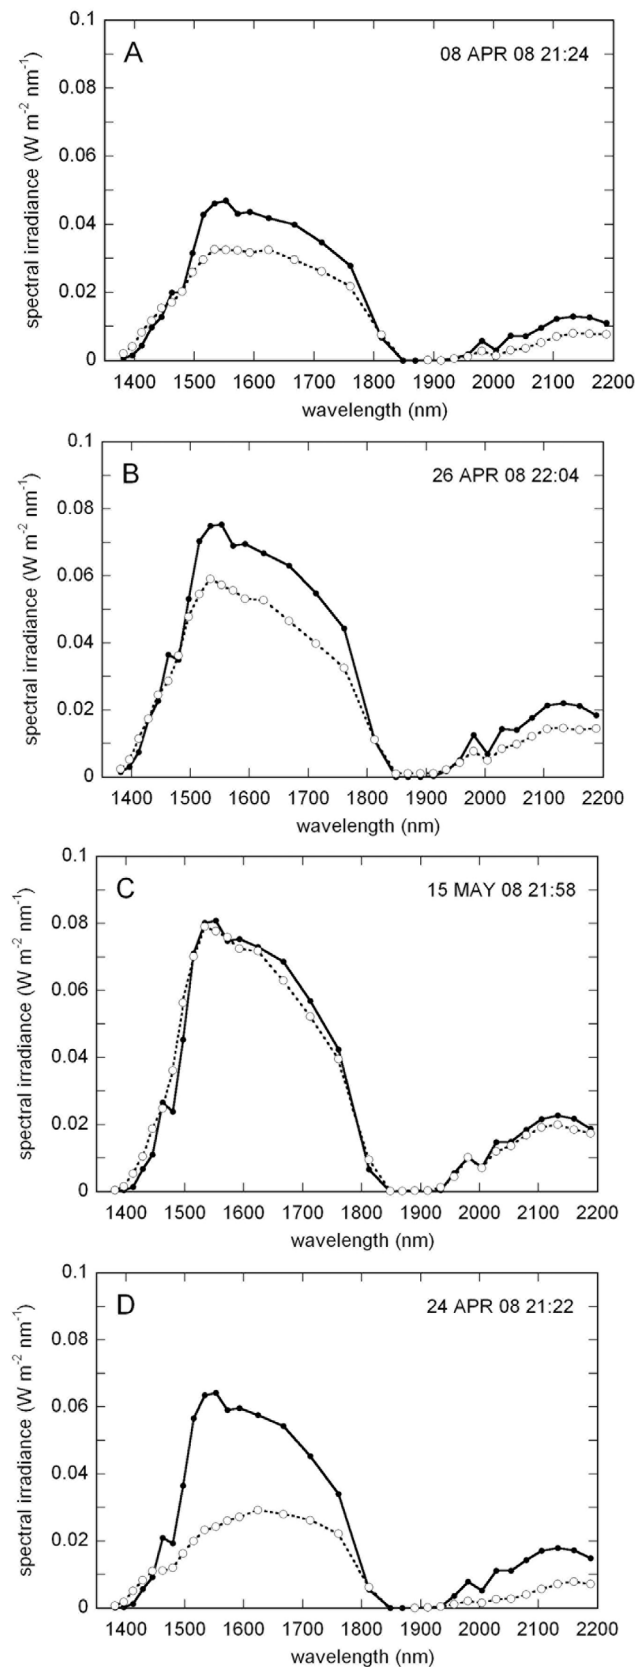 0.1
A
08 APR 08 21:24
0.08
0.06
0.04
0.02
0
spectral irradiance (W m-2 nm-1)
1400 1500 1600 1700 1800 1900 2000 2100 2200
wavelength (nm)
0.1
B
26 APR 08 22:04
0.08
0.06
0.04
0.02
0
spectral irradiance (W m-2 nm-1)
1400 1500 1600 1700 1800 1900 2000 2100 2200
wavelength (nm)
0.1
C
15 MAY 08 21:58
0.08
0.06
0.04
0.02
0
spectral irradiance (W m-2 nm-1)
1400 1500 1600 1700 1800 1900 2000 2100 2200
wavelength (nm)
0.1
D
24 APR 08 21:22
0.08
0.06
0.04
0.02
0
spectral irradiance (W m-2 nm-1)
1400 1500 1600 1700 1800 1900 2000 2100 2200
wavelength (nm)